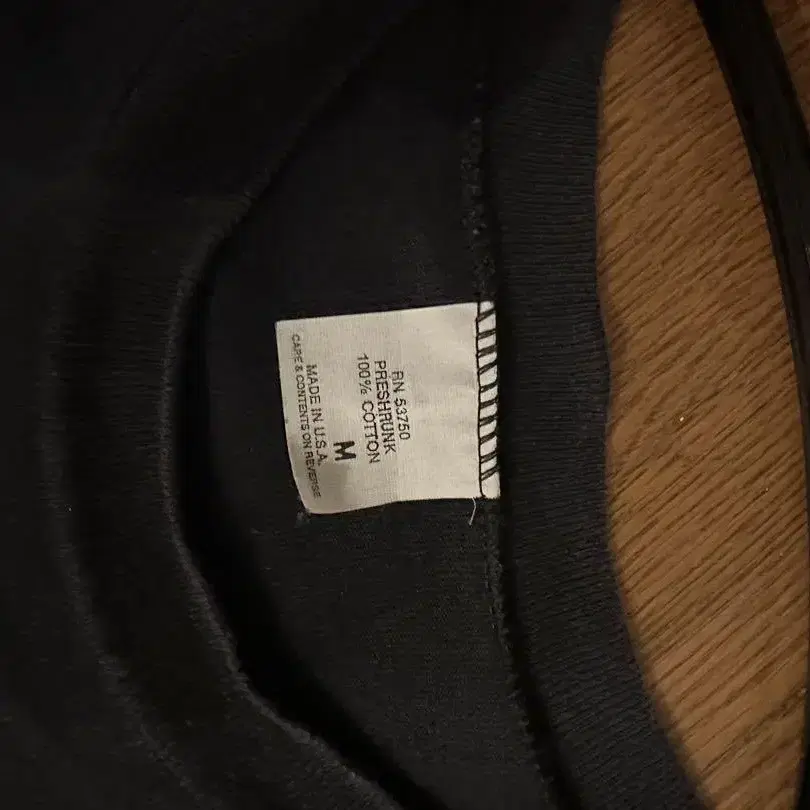 RN 53750
PRESHRUNK
100% COTTON
M
MADE IN U.S.A.
CARE & CONTENTS ON REVERSE